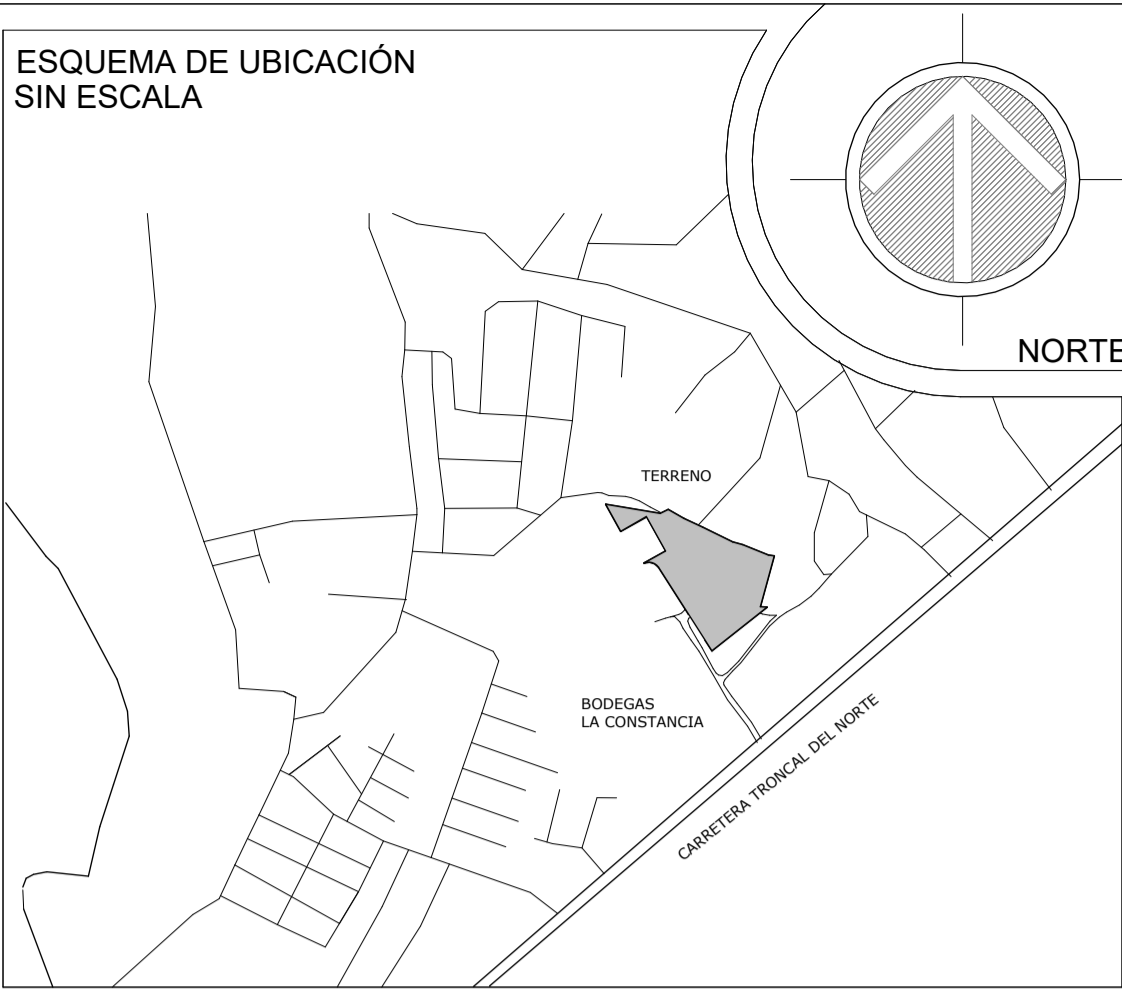 ESQUEMA DE UBICACIÓN
SIN ESCALA
NORTE
TERRENO
BODEGAS
LA CONSTANCIA
CARRETERA TRONCAL DEL NORTE